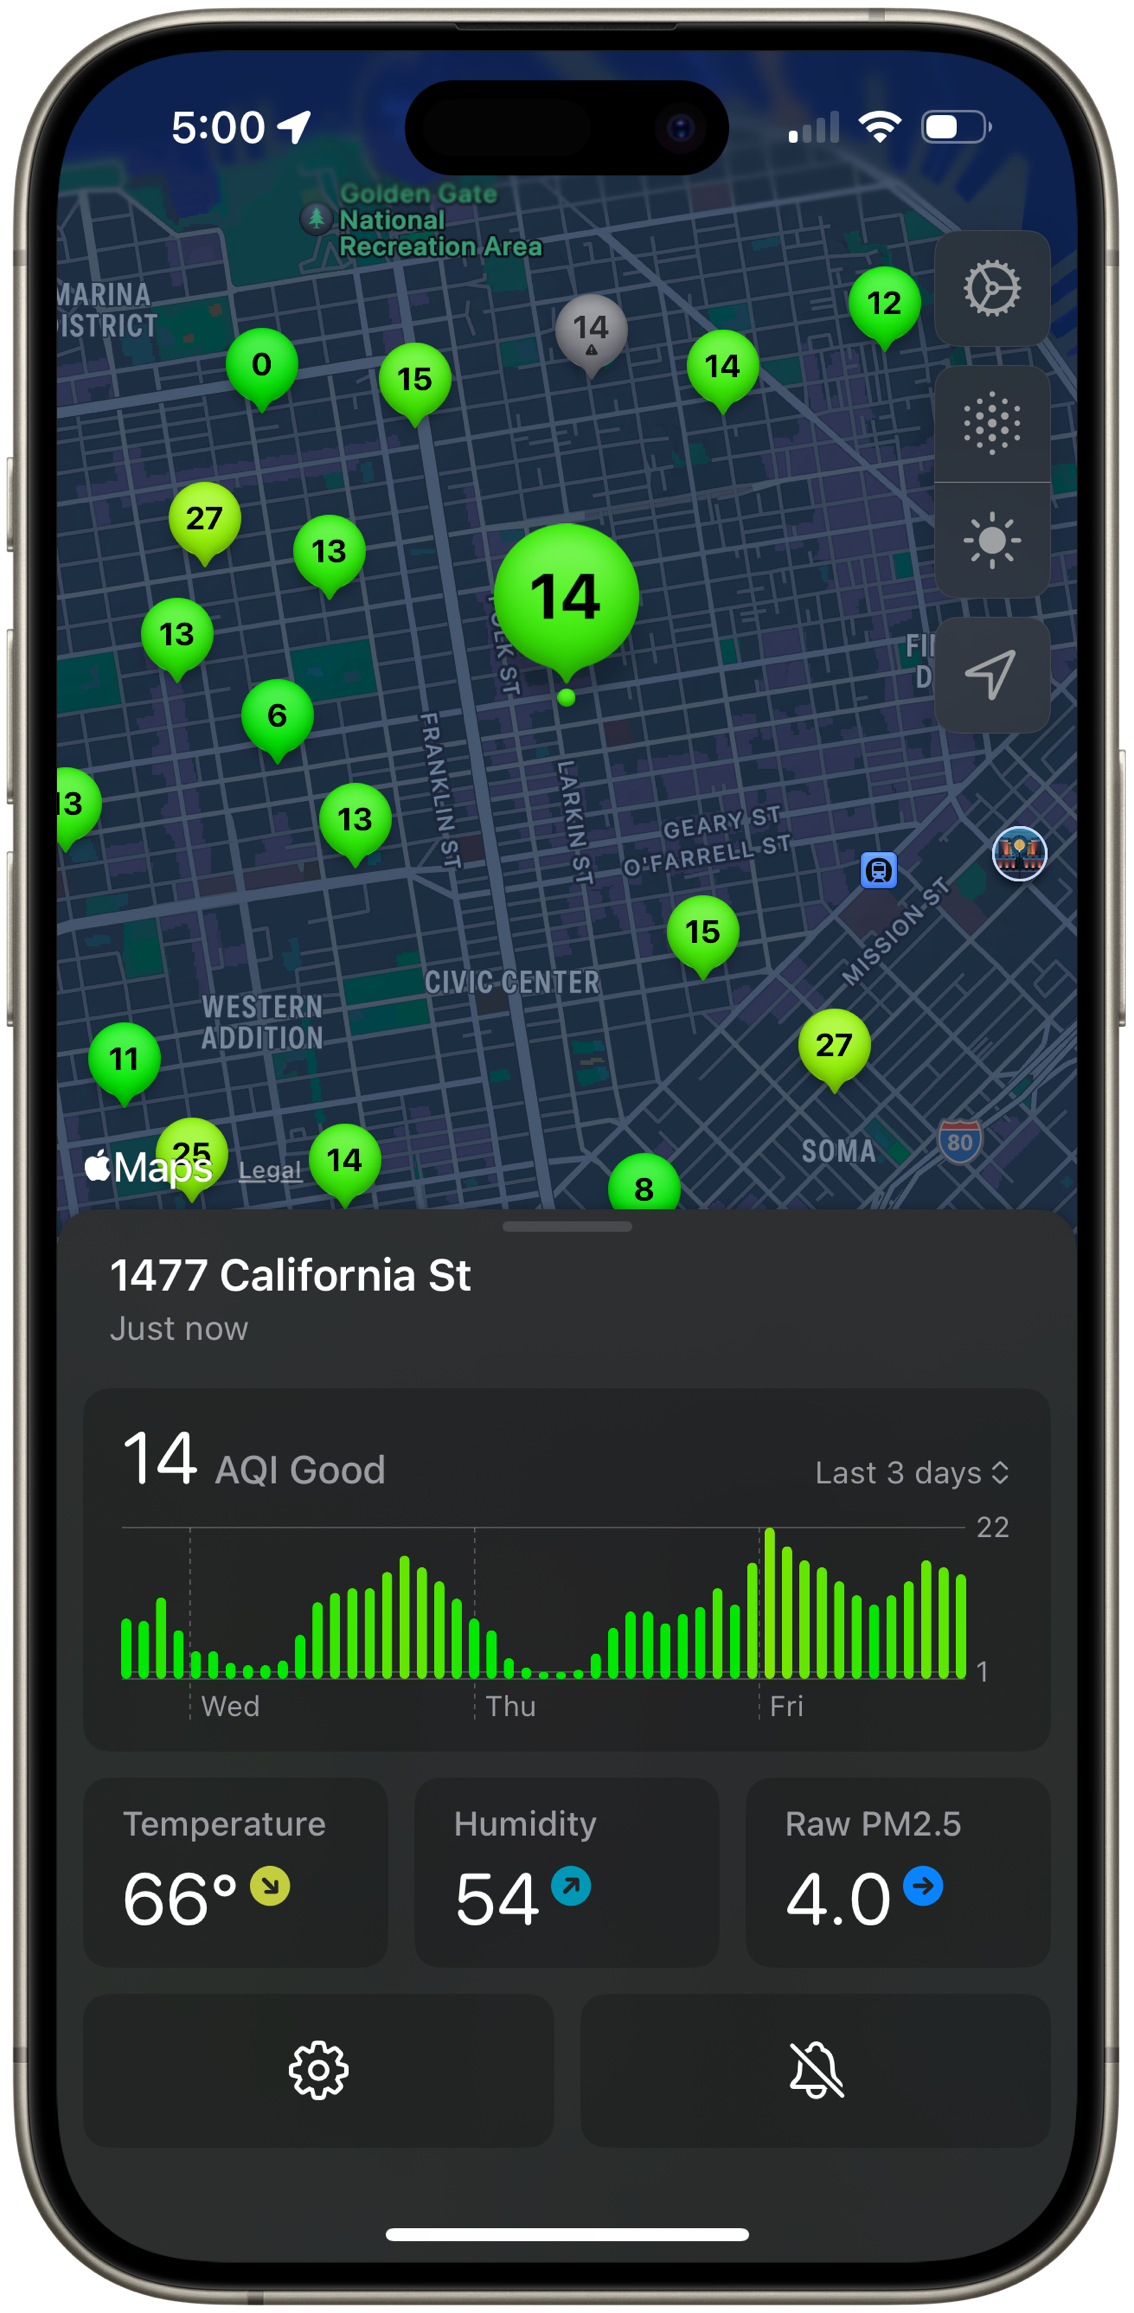 5:00
Golden Gate
National
Recreation Area
MARINA
DISTRICT
12
14
0
15
14
27
13
14
13
POLK ST
FI
D
6
FRANKLIN ST
13
13
LARKIN ST
GEARY ST
O'FARRELL ST
15
MISSION ST
CIVIC CENTER
WESTERN
ADDITION
27
11
SOMA
80
25
14
Maps
Legal
8
1477 California St
Just now
14 AQI Good
Last 3 days
22
1
Wed
Thu
Fri
Temperature
66°
Humidity
54
Raw PM2.5
4.0